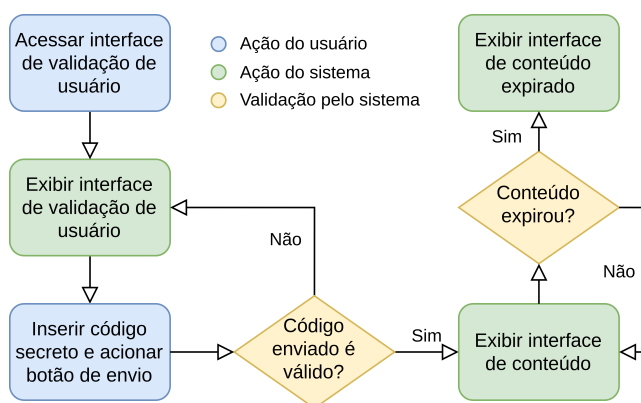 Acessar interface
de validação de
usuário
Ação do usuário
Ação do sistema
Validação pelo sistema
Exibir interface
de conteúdo
expirado
Sim
Conteúdo
expirou?
Não
Exibir interface
de validação de
usuário
Não
Inserir código
secreto e acionar
botão de envio
Código
enviado é
válido?
Sim
Exibir interface
de conteúdo